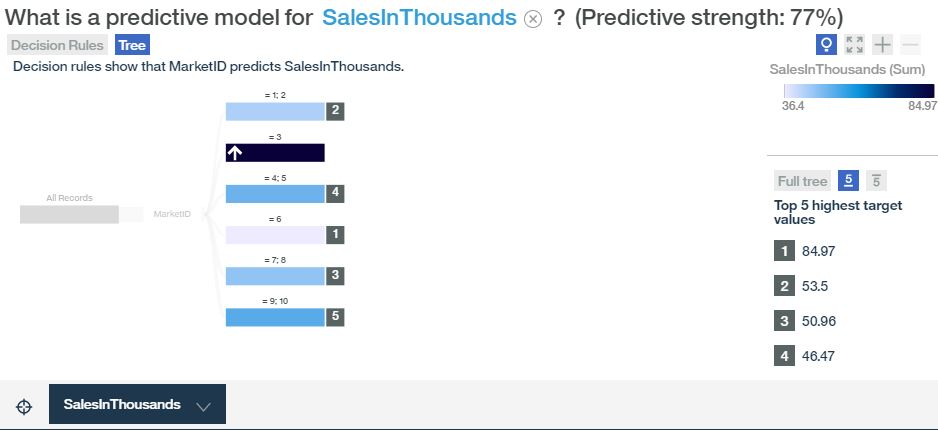 What is a predictive model for SalesInThousands ? (Predictive strength: 77%)
Decision Rules Tree
Decision rules show that MarketID predicts SalesInThousands.
SalesInThousands (Sum)
36.4 84.97
= 1; 2
2
= 3
= 4; 5
4
All Records
MarketID
= 6
1
= 7; 8
3
= 9; 10
5
Full tree 5 5
Top 5 highest target
values
1 84.97
2 53.5
3 50.96
4 46.47
SalesInThousands